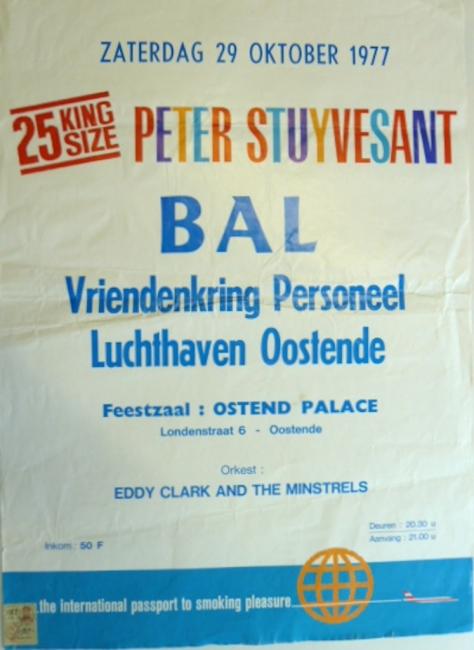 ZATERDAG 29 OKTOBER 1977
25 KING SIZE PETER STUYVESANT
BAL
Vriendenkring Personeel
Luchthaven Oostende
Feestzaal : OSTEND PALACE
Londenstraat 6 - Oostende
Orkest :
EDDY CLARK AND THE MINSTRELS
Deuren : 20.30 u
Aanvang : 21.00 u
Inkom : 50 F
...the international passport to smoking pleasure...